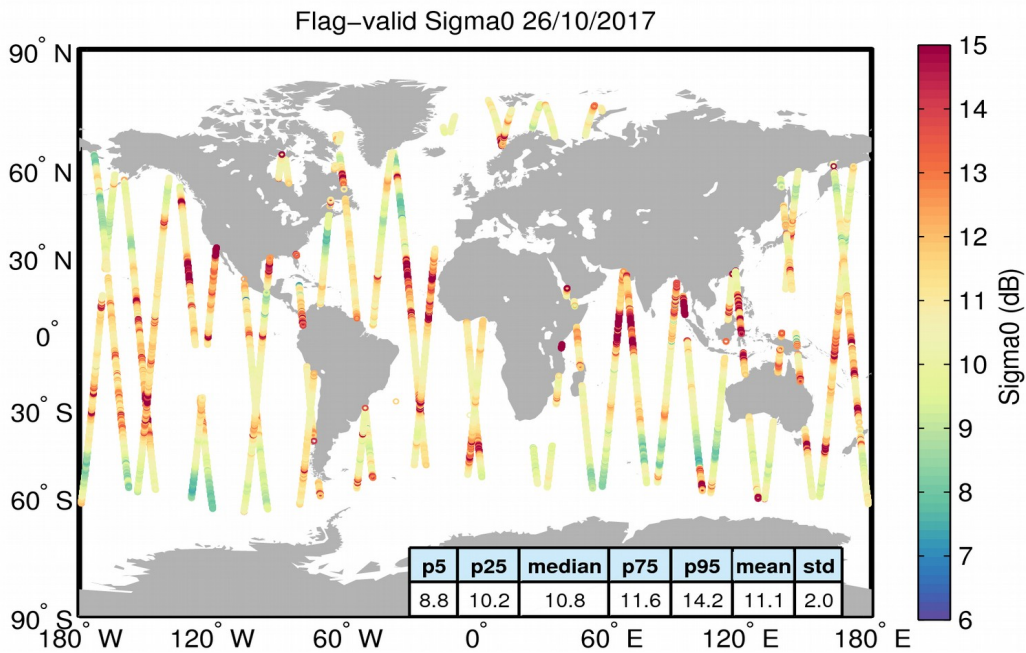 Flag−valid Sigma0 26/10/2017
90° N
60° N
30° N
0°
30° S
60° S
90° S
180° W
120° W
60° W
0°
60° E
120° E
180° E
p5 p25 median p75 p95 mean std
8.8 10.2 10.8 11.6 14.2 11.1 2.0
15
14
13
12
11
10
9
8
7
6
Sigma0 (dB)